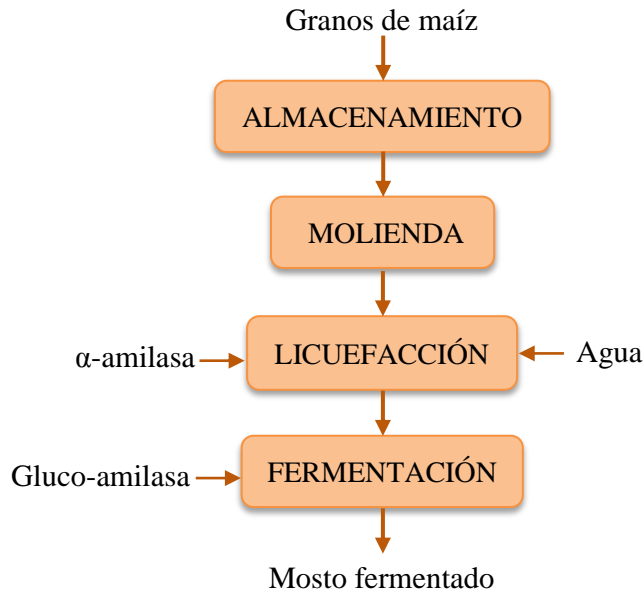 Granos de maíz
ALMACENAMIENTO
MOLIENDA
α-amilasa
LICUEFACCIÓN
Agua
Gluco-amilasa
FERMENTACIÓN
Mosto fermentado